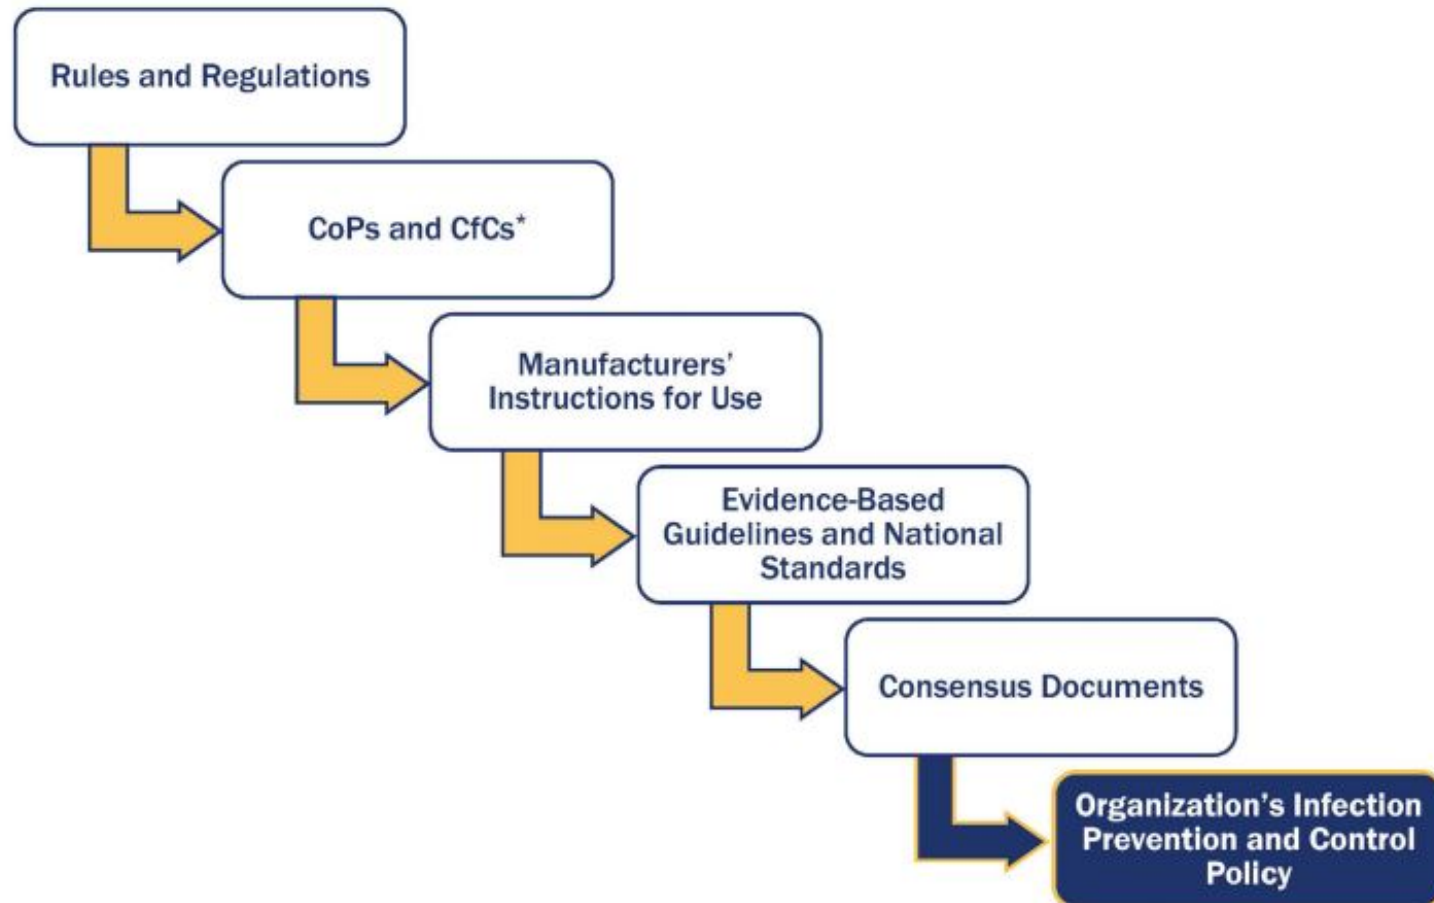 Rules and Regulations
CoPs and CfCs*
Manufacturers’
Instructions for Use
Evidence-Based
Guidelines and National
Standards
Consensus Documents
Organization’s Infection
Prevention and Control
Policy